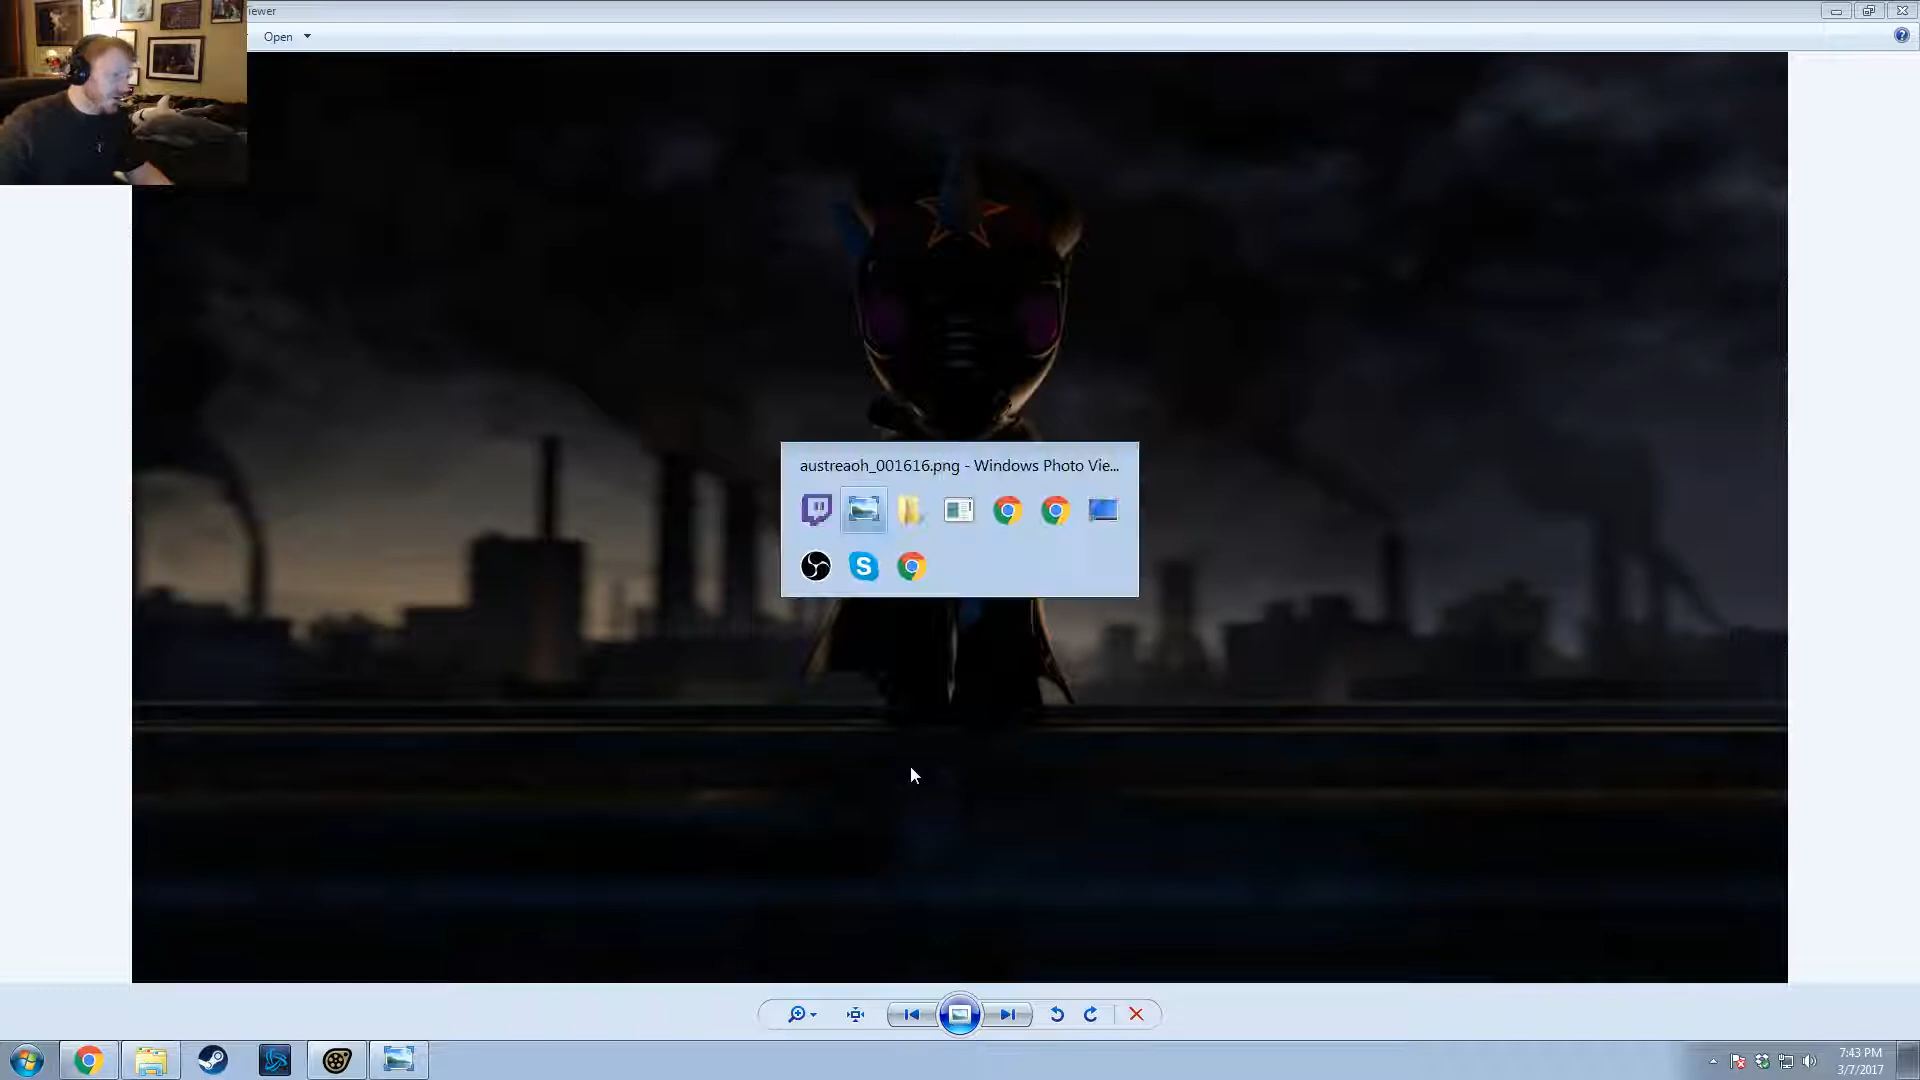 iewer
Open
austreaoh_001616.png - Windows Photo Vie...
S
7:43 PM
3/7/2017